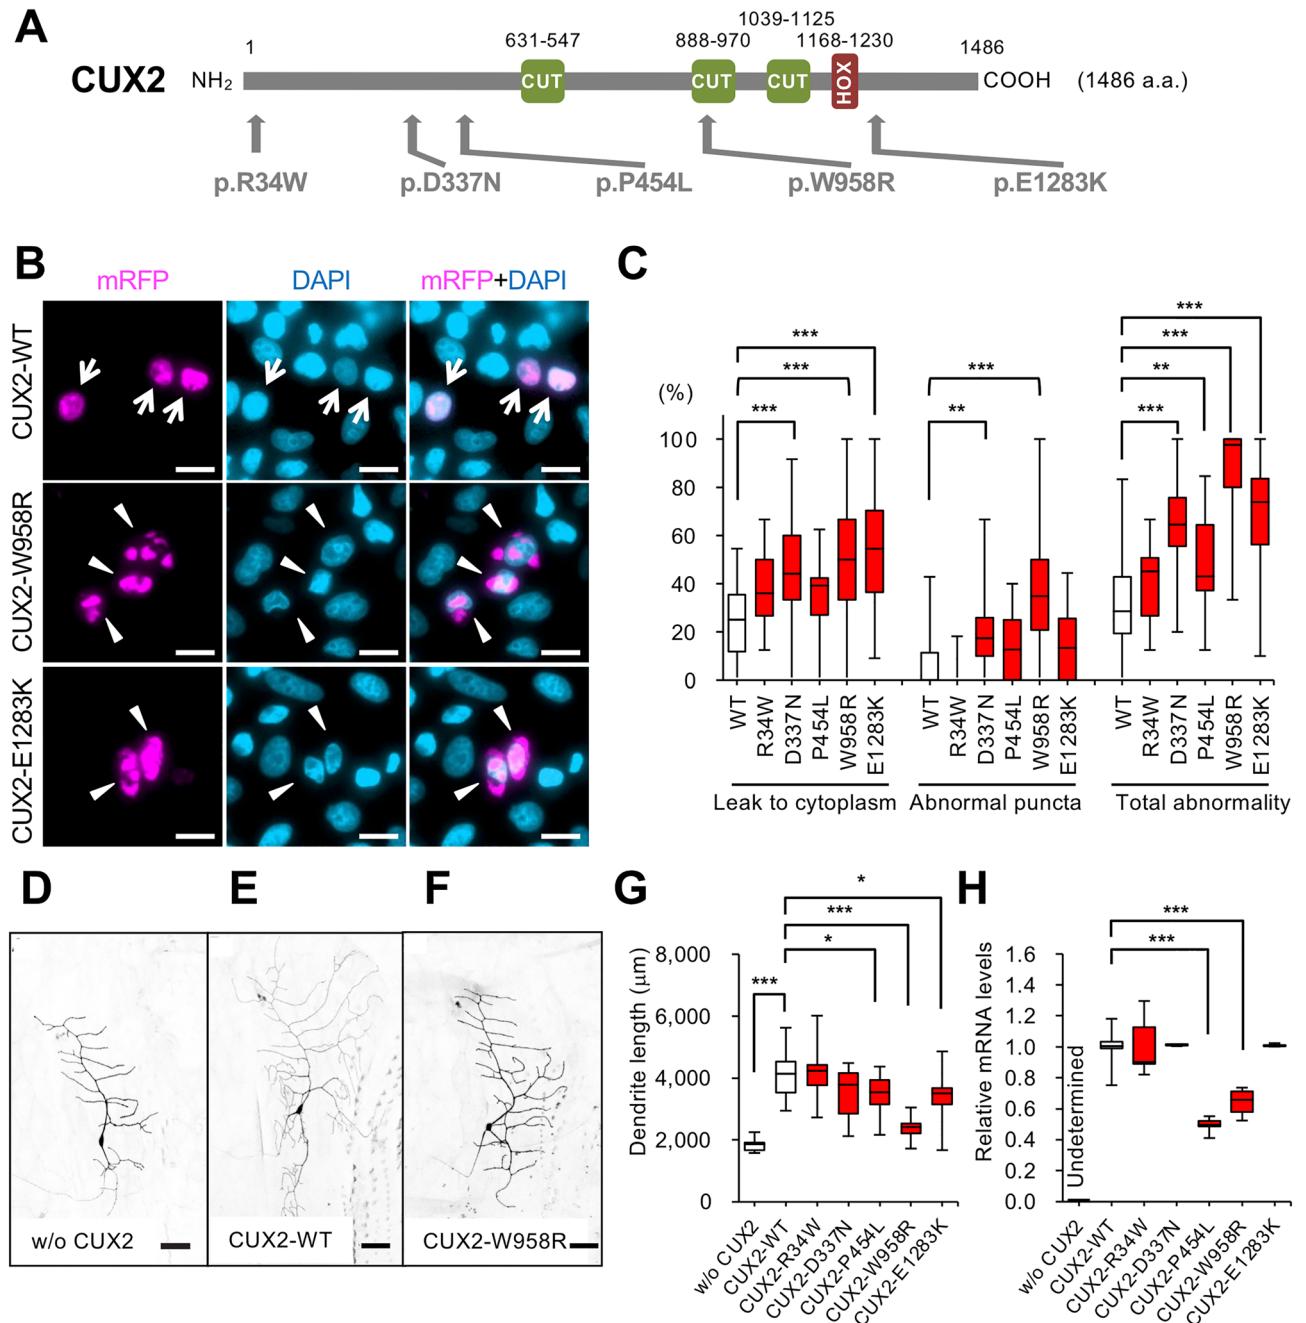 A
1039-1125
1 631-547 888-970 1168-1230 1486
CUX2 NH2 CUT CUT CUT HOX COOH (1486 a.a.)
p.R34W p.D337N p.P454L p.W958R p.E1283K
B
mRFP DAPI mRFP+DAPI
CUX2-WT
CUX2-W958R
CUX2-E1283K
C
*** *** *** ** *** *** ** *** ***
(%)
100
80
60
40
20
0
WT R34W D337N P454L W958R E1283K WT R34W D337N P454L W958R E1283K WT R34W D337N P454L W958R E1283K
Leak to cytoplasm Abnormal puncta Total abnormality
D E F
w/o CUX2 CUX2-WT CUX2-W958R
G
*
***
*
***
Dendrite length (μm)
8,000
6,000
4,000
2,000
0
w/o CUX2 CUX2-WT CUX2-R34W CUX2-D337N CUX2-P454L CUX2-W958R CUX2-E1283K
H
***
***
Relative mRNA levels
1.6
1.4
1.2
1.0
0.8
0.6
0.4
0.2
0.0
Undetermined
w/o CUX2 CUX2-WT CUX2-R34W CUX2-D337N CUX2-P454L CUX2-W958R CUX2-E1283K